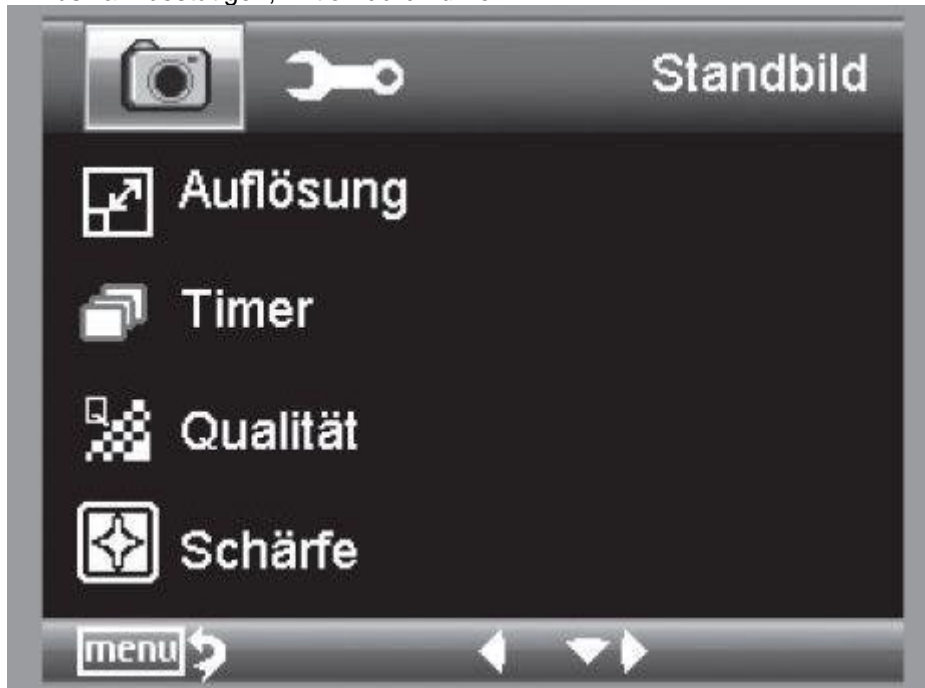 Standbild
Auflösung
Timer
Q
Qualität
Schärfe
menu